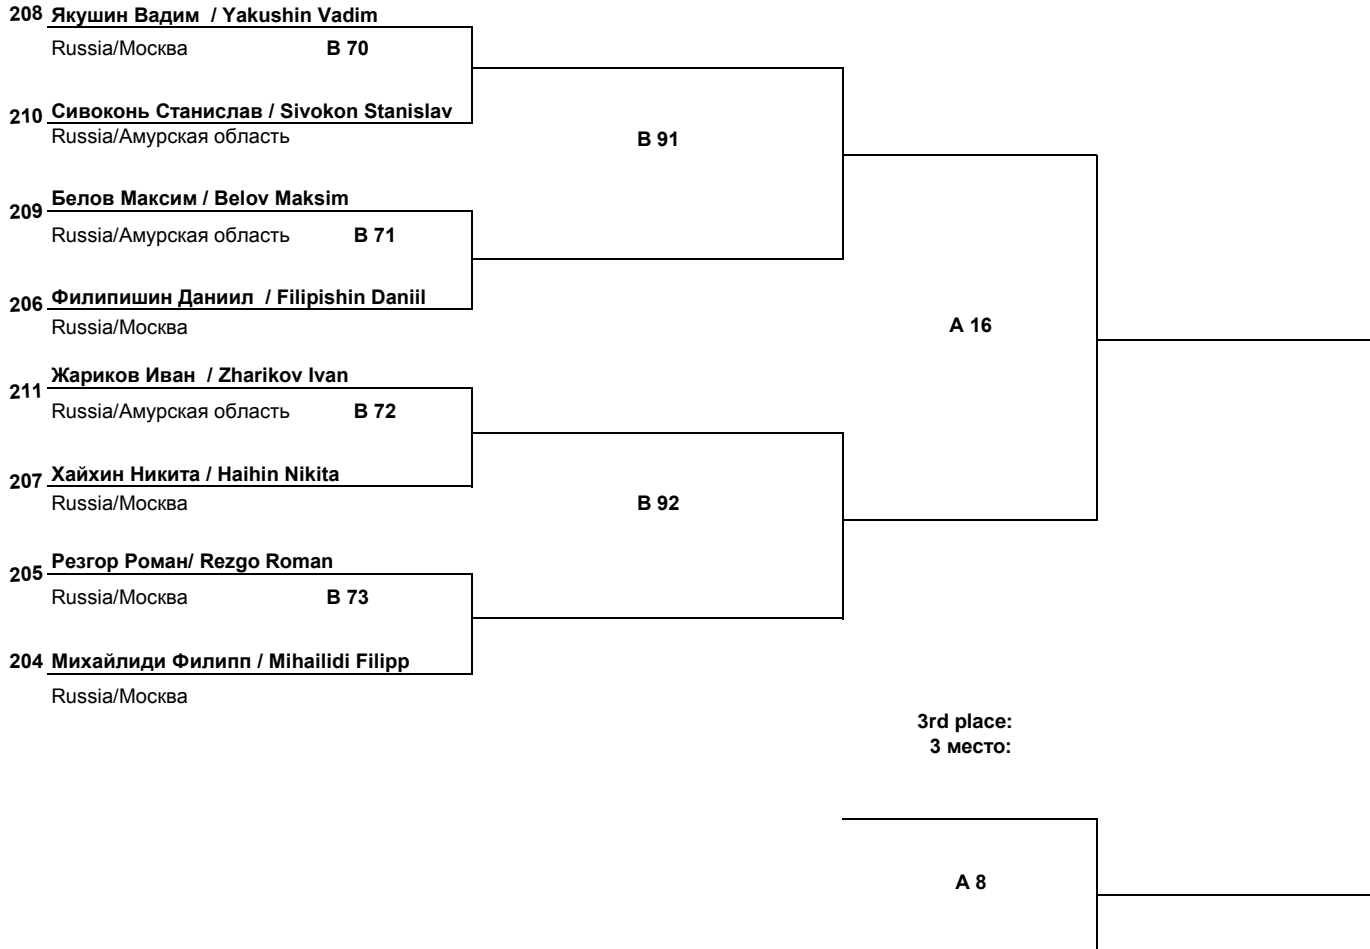 208 Якушин Вадим / Yakushin Vadim
Russia/Москва B 70
210 Сивоконь Станислав / Sivokon Stanislav
Russia/Амурская область B 91
209 Белов Максим / Belov Maksim
Russia/Амурская область B 71
206 Филипишин Даниил / Filipishin Daniil
Russia/Москва A 16
211 Жариков Иван / Zharikov Ivan
Russia/Амурская область B 72
207 Хайхин Никита / Haihin Nikita
Russia/Москва B 92
205 Резгор Роман/ Rezgo Roman
Russia/Москва B 73
204 Михайлиди Филипп / Mihailidi Filipp
Russia/Москва
3rd place:
3 место:
A 8